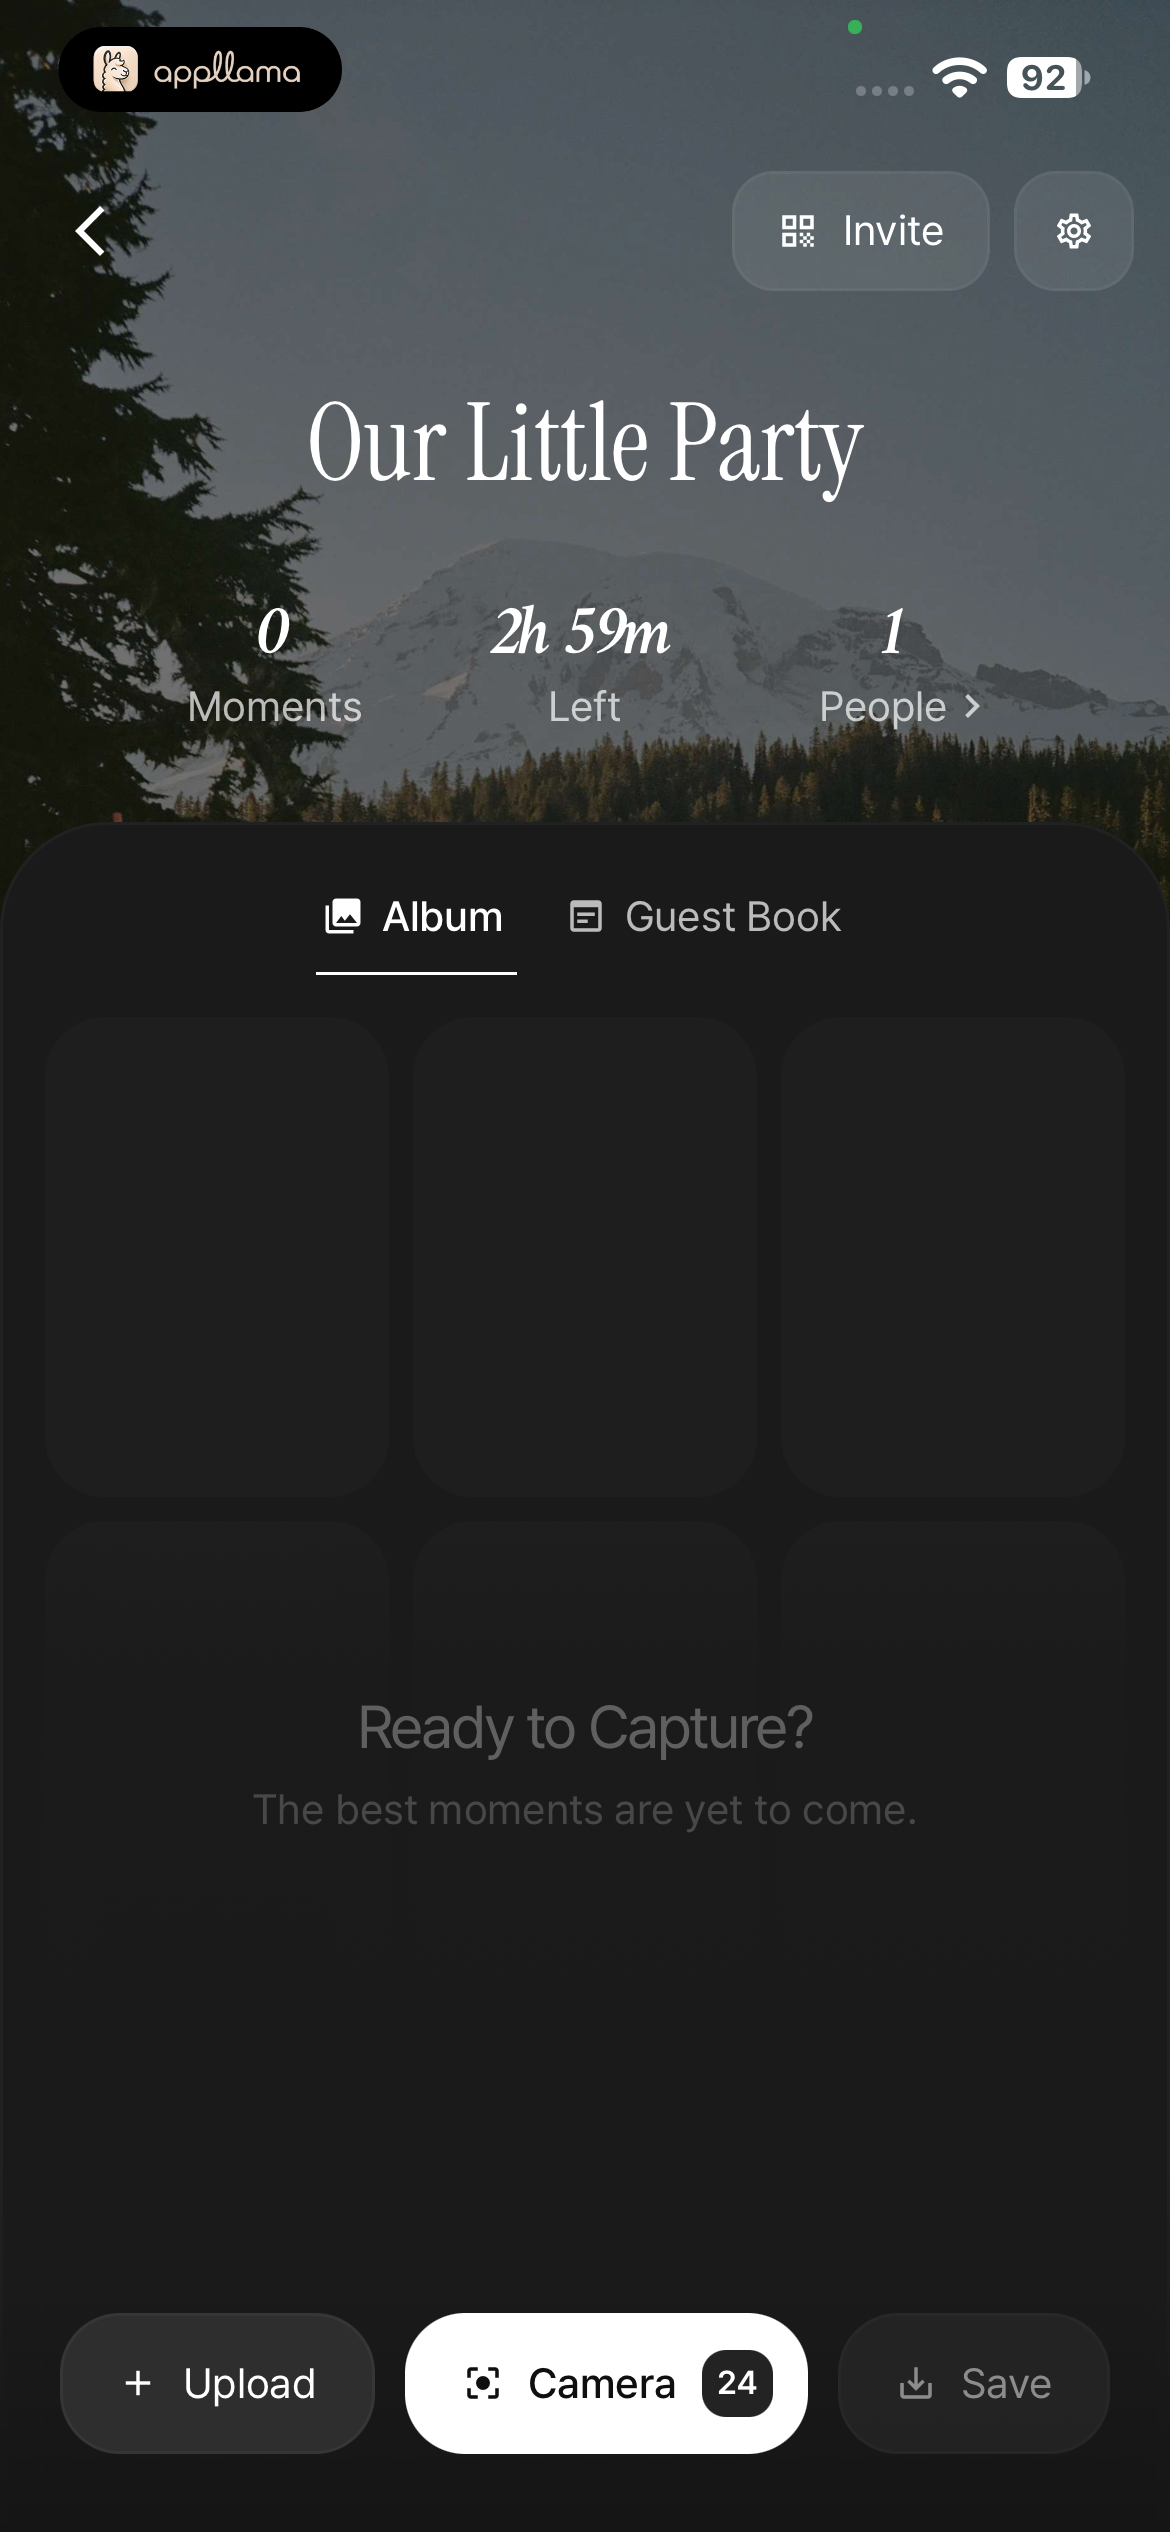 appllama
92
Invite
Our Little Party
0
2h 59m
1
Moments
Left
People
Album
Guest Book
Ready to Capture?
The best moments are yet to come.
Upload
Camera
24
Save